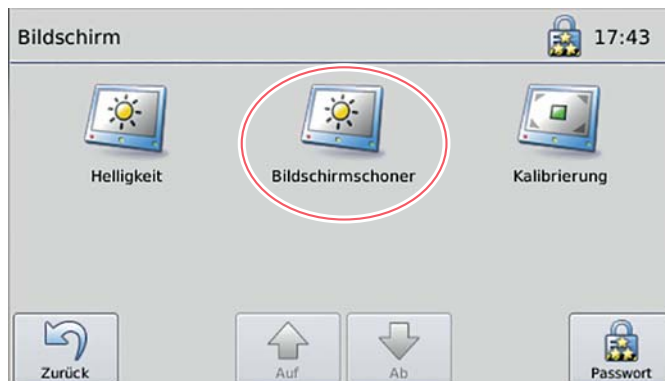 Bildschirm 17:43
Helligkeit Bildschirmschoner Kalibrierung
Zurück Auf Ab Passwort